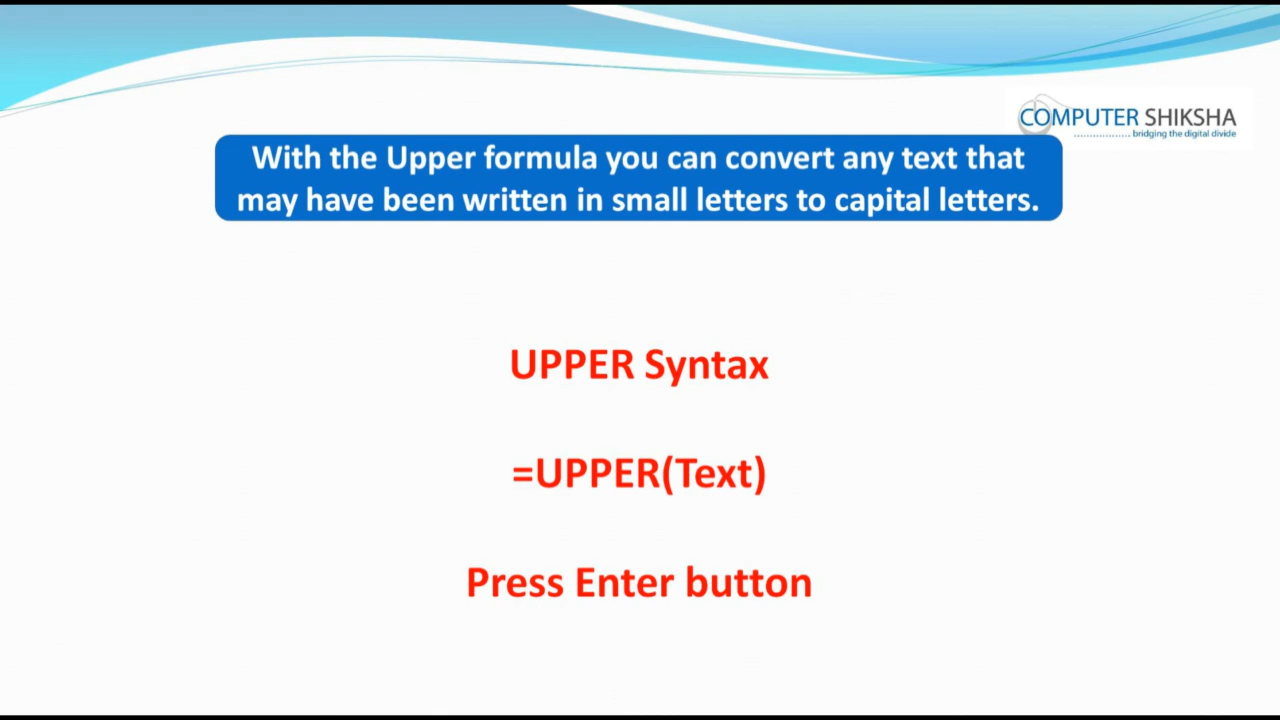 COMPUTER SHIKSHA
................. bridging the digital divide
With the Upper formula you can convert any text that
may have been written in small letters to capital letters.
UPPER Syntax
=UPPER(Text)
Press Enter button